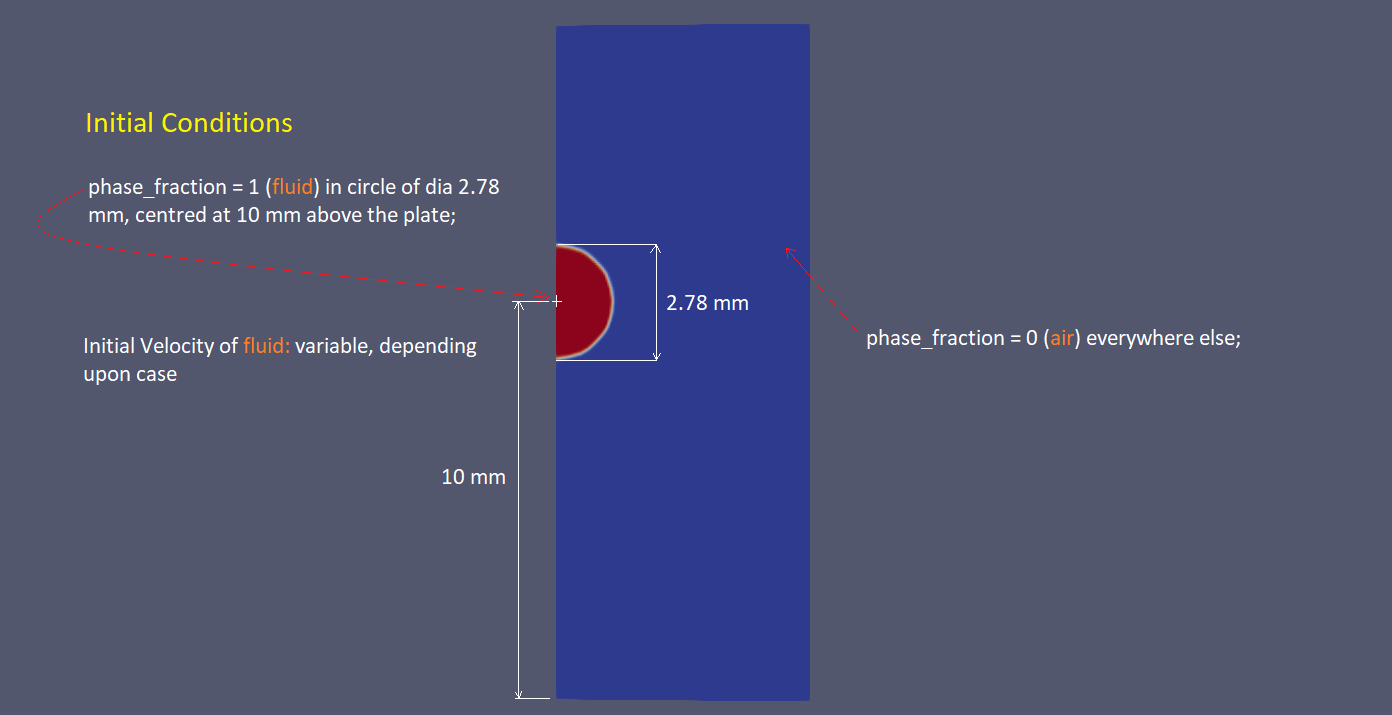 Initial Conditions
phase_fraction = 1 (fluid) in circle of dia 2.78
mm, centred at 10 mm above the plate;
2.78 mm
phase_fraction = 0 (air) everywhere else;
Initial Velocity of fluid: variable, depending
upon case
10 mm